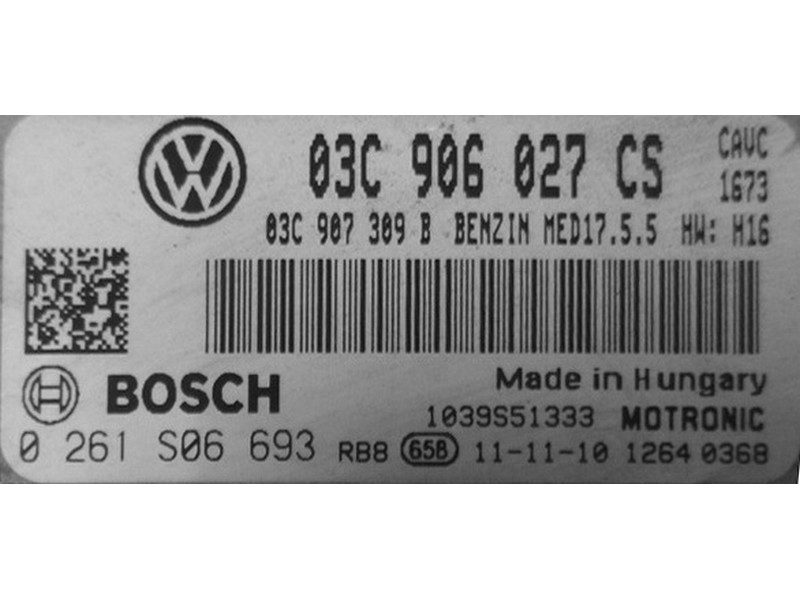 03C 906 027 CS CAVC
1673
03C 907 309 B BENZIN MED17.5.5 HW: H16
Made in Hungary
BOSCH
1039S51333 MOTRONIC
0 261 S06 693 RB8 658 11-11-10 1264 0368